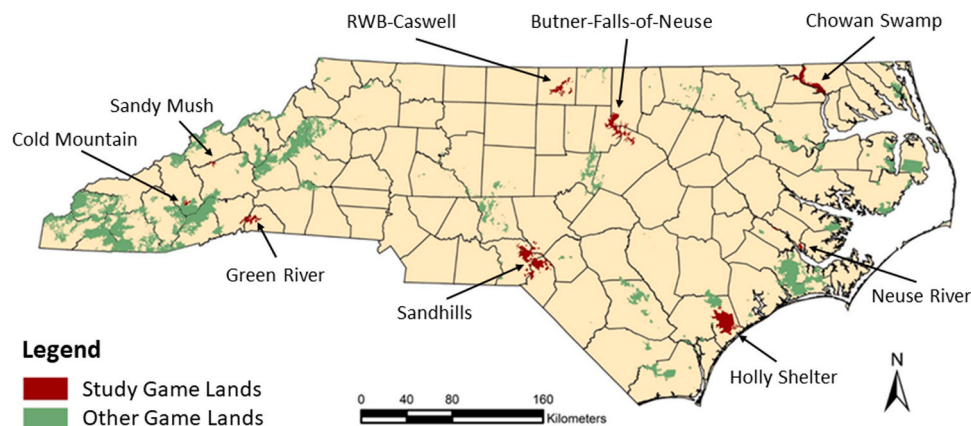 RWB-Caswell
Butner-Falls-of-Neuse
Chowan Swamp
Sandy Mush
Cold Mountain
Green River
Sandhills
Neuse River
Holly Shelter
Legend
Study Game Lands
Other Game Lands
0 40 80 160
Kilometers
N